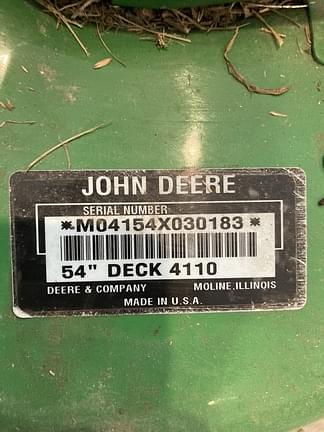 JOHN DEERE
SERIAL NUMBER
*M04154X030183*
54" DECK 4110
DEERE & COMPANY MOLINE, ILLINOIS
MADE IN U.S.A.